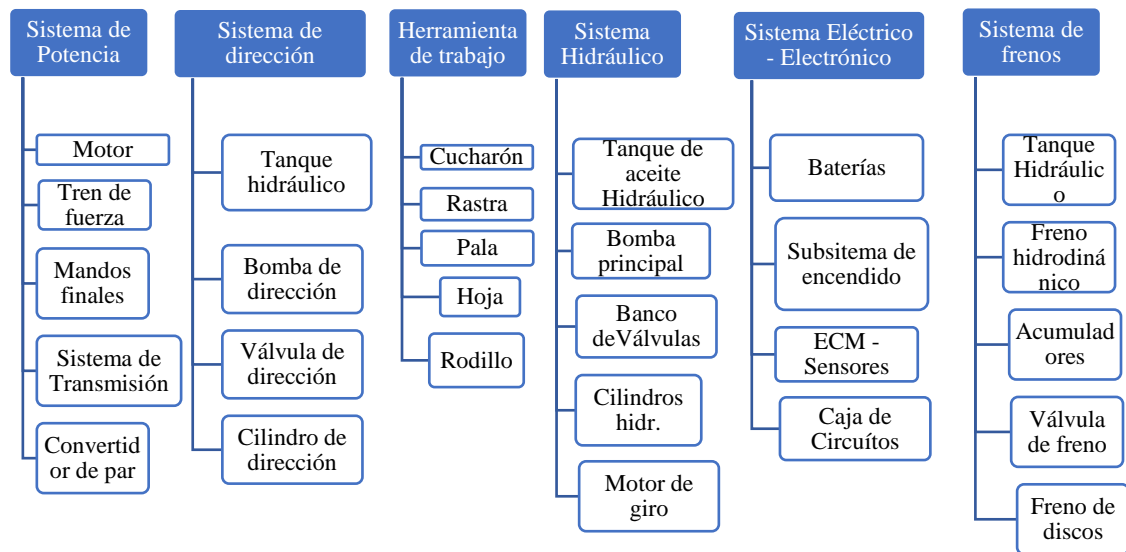 Sistema de
Potencia
Motor
Tren de
fuerza
Mandos
finales
Sistema de
Transmisión
Convertid
or de par
Sistema de
dirección
Tanque
hidráulico
Bomba de
dirección
Válvula de
dirección
Cilindro de
dirección
Herramienta
de trabajo
Cucharón
Rastra
Pala
Hoja
Rodillo
Sistema
Hidráulico
Tanque de
aceite
Hidráulico
Bomba
principal
Banco
deVálvulas
Cilindros
hidr.
Motor de
giro
Sistema Eléctrico
- Electrónico
Baterías
Subsitema de
encendido
ECM -
Sensores
Caja de
Circuítos
Sistema de
frenos
Tanque
Hidráulic
o
Freno
hidrodiná
nico
Acumulad
ores
Válvula
de freno
Freno de
discos